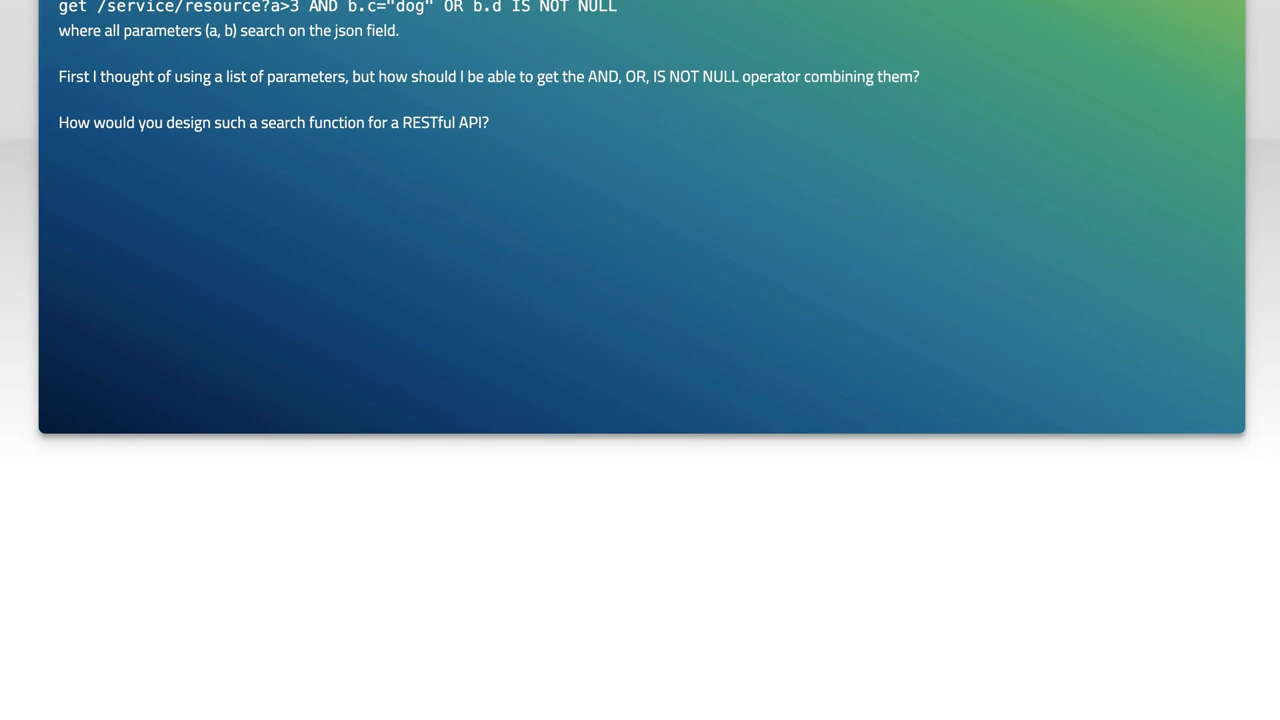 get /service/resource?a>3 AND b.c="dog" OR b.d IS NOT NULL
where all parameters (a, b) search on the json field.
First I thought of using a list of parameters, but how should I be able to get the AND, OR, IS NOT NULL operator combining them?
How would you design such a search function for a RESTful API?